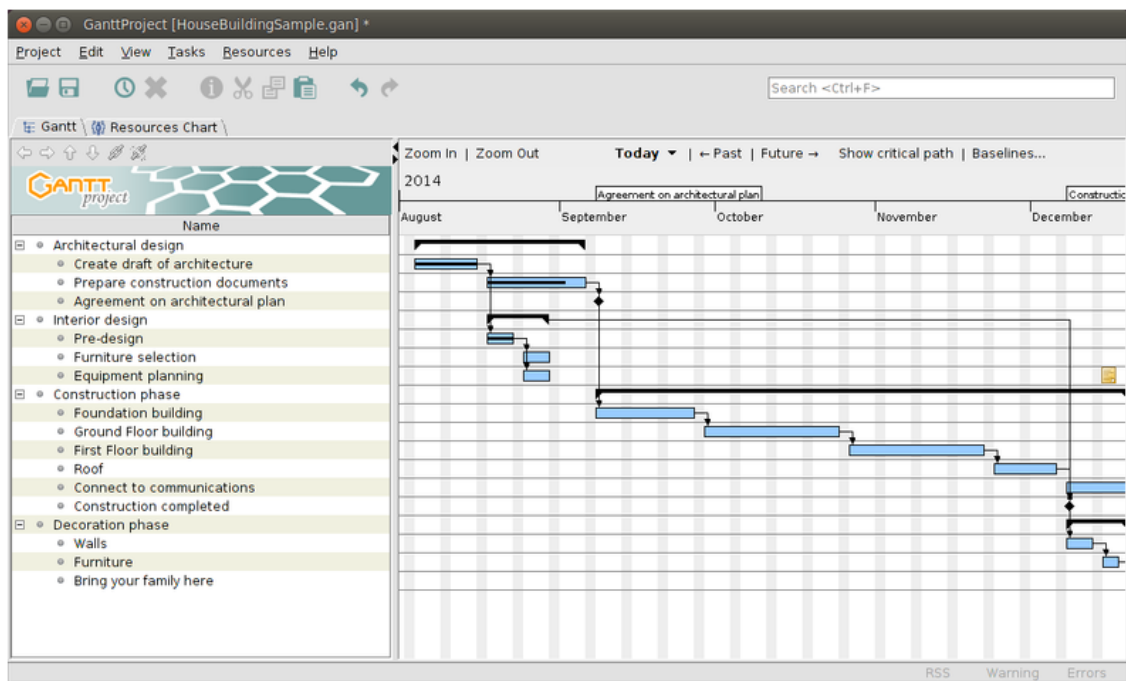 GanttProject [HouseBuildingSample.gan] *
Project Edit View Tasks Resources Help
Search <Ctrl+F>
Gantt Resources Chart
Zoom In | Zoom Out Today | ←Past | Future → Show critical path | Baselines...
GANTT project
2014
Agreement on architectural plan Constructic
August September October November December
Name
Architectural design
Create draft of architecture
Prepare construction documents
Agreement on architectural plan
Interior design
Pre-design
Furniture selection
Equipment planning
Construction phase
Foundation building
Ground Floor building
First Floor building
Roof
Connect to communications
Construction completed
Decoration phase
Walls
Furniture
Bring your family here
RSS Warning Errors